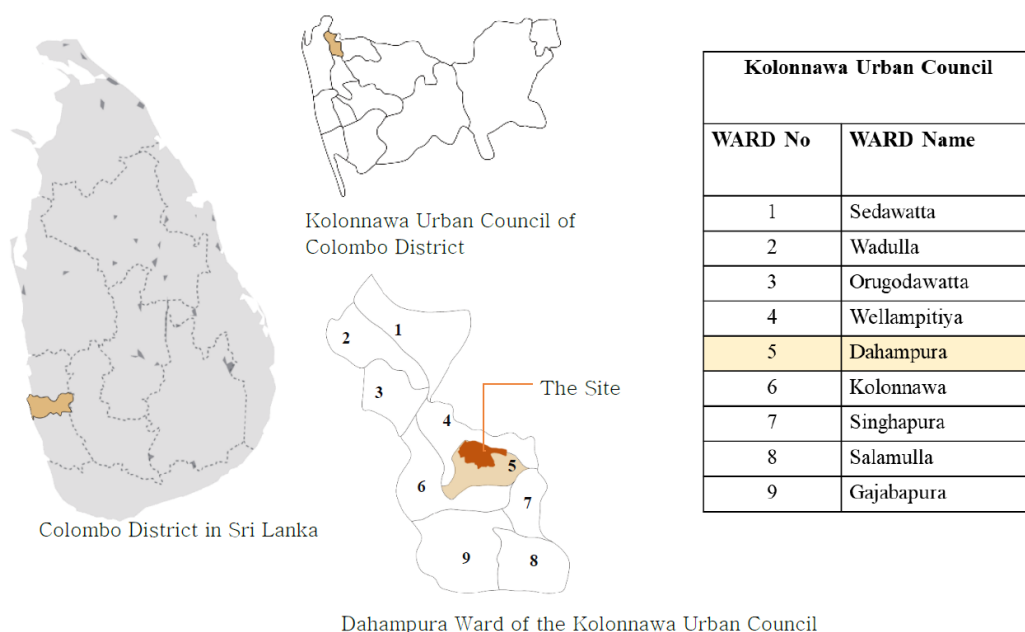 Kolonnawa Urban Council of
Colombo District
Colombo District in Sri Lanka
1
2
3
The Site
4
5
6
7
9
8
Dahampura Ward of the Kolonnawa Urban Council
Kolonnawa Urban Council
WARD No WARD Name
1 Sedawatta
2 Wadulla
3 Orugodawatta
4 Wellampitiya
5 Dahampura
6 Kolonnawa
7 Singhapura
8 Salamulla
9 Gajabapura